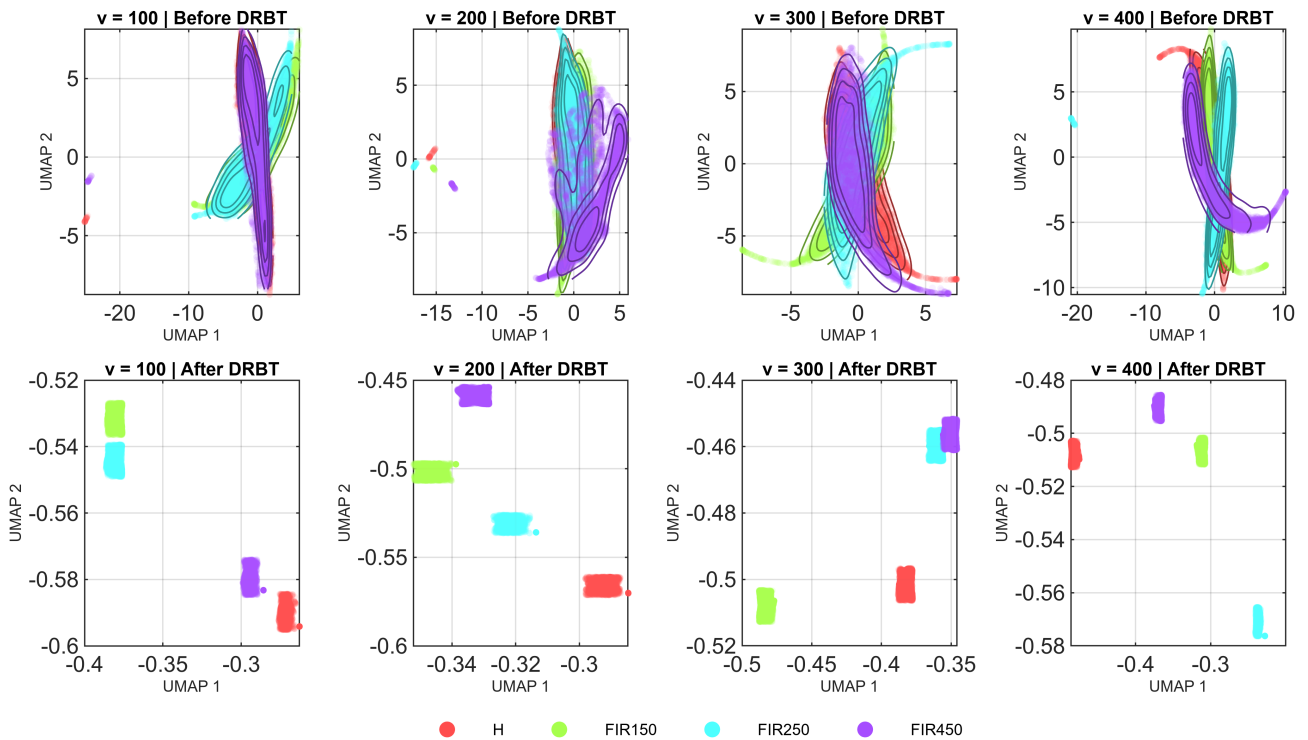 v = 100 | Before DRBT
v = 200 | Before DRBT
v = 300 | Before DRBT
v = 400 | Before DRBT
5
0
-5
-20
-10
0
UMAP 1
UMAP 2
5
0
-5
-15
-10
-5
0
5
UMAP 1
UMAP 2
5
0
-5
-5
0
5
UMAP 1
UMAP 2
5
0
-5
-10
-20
-10
0
10
UMAP 1
UMAP 2
v = 100 | After DRBT
v = 200 | After DRBT
v = 300 | After DRBT
v = 400 | After DRBT
-0.52
-0.54
-0.56
-0.58
-0.6
-0.4
-0.35
-0.3
UMAP 1
UMAP 2
-0.45
-0.5
-0.55
-0.6
-0.34
-0.32
-0.3
UMAP 1
UMAP 2
-0.44
-0.46
-0.48
-0.5
-0.52
-0.5
-0.45
-0.4
-0.35
UMAP 1
UMAP 2
-0.48
-0.5
-0.52
-0.54
-0.56
-0.58
-0.4
-0.3
UMAP 1
UMAP 2
H
FIR150
FIR250
FIR450